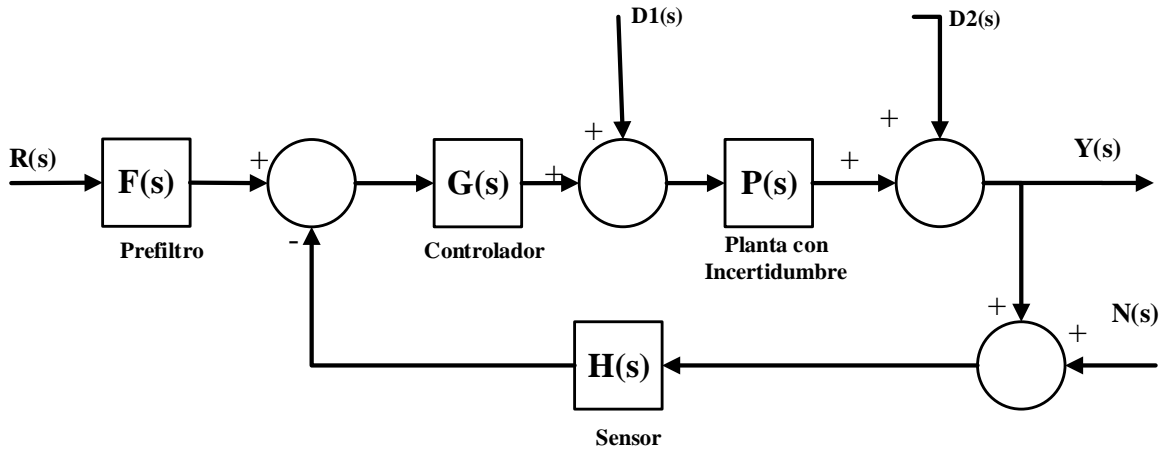 D1(s)
D2(s)
R(s)
F(s)
+
-
G(s)
+
+
P(s)
+
+
Y(s)
Prefiltro
Controlador
Planta con
Incertidumbre
H(s)
+
+
N(s)
Sensor